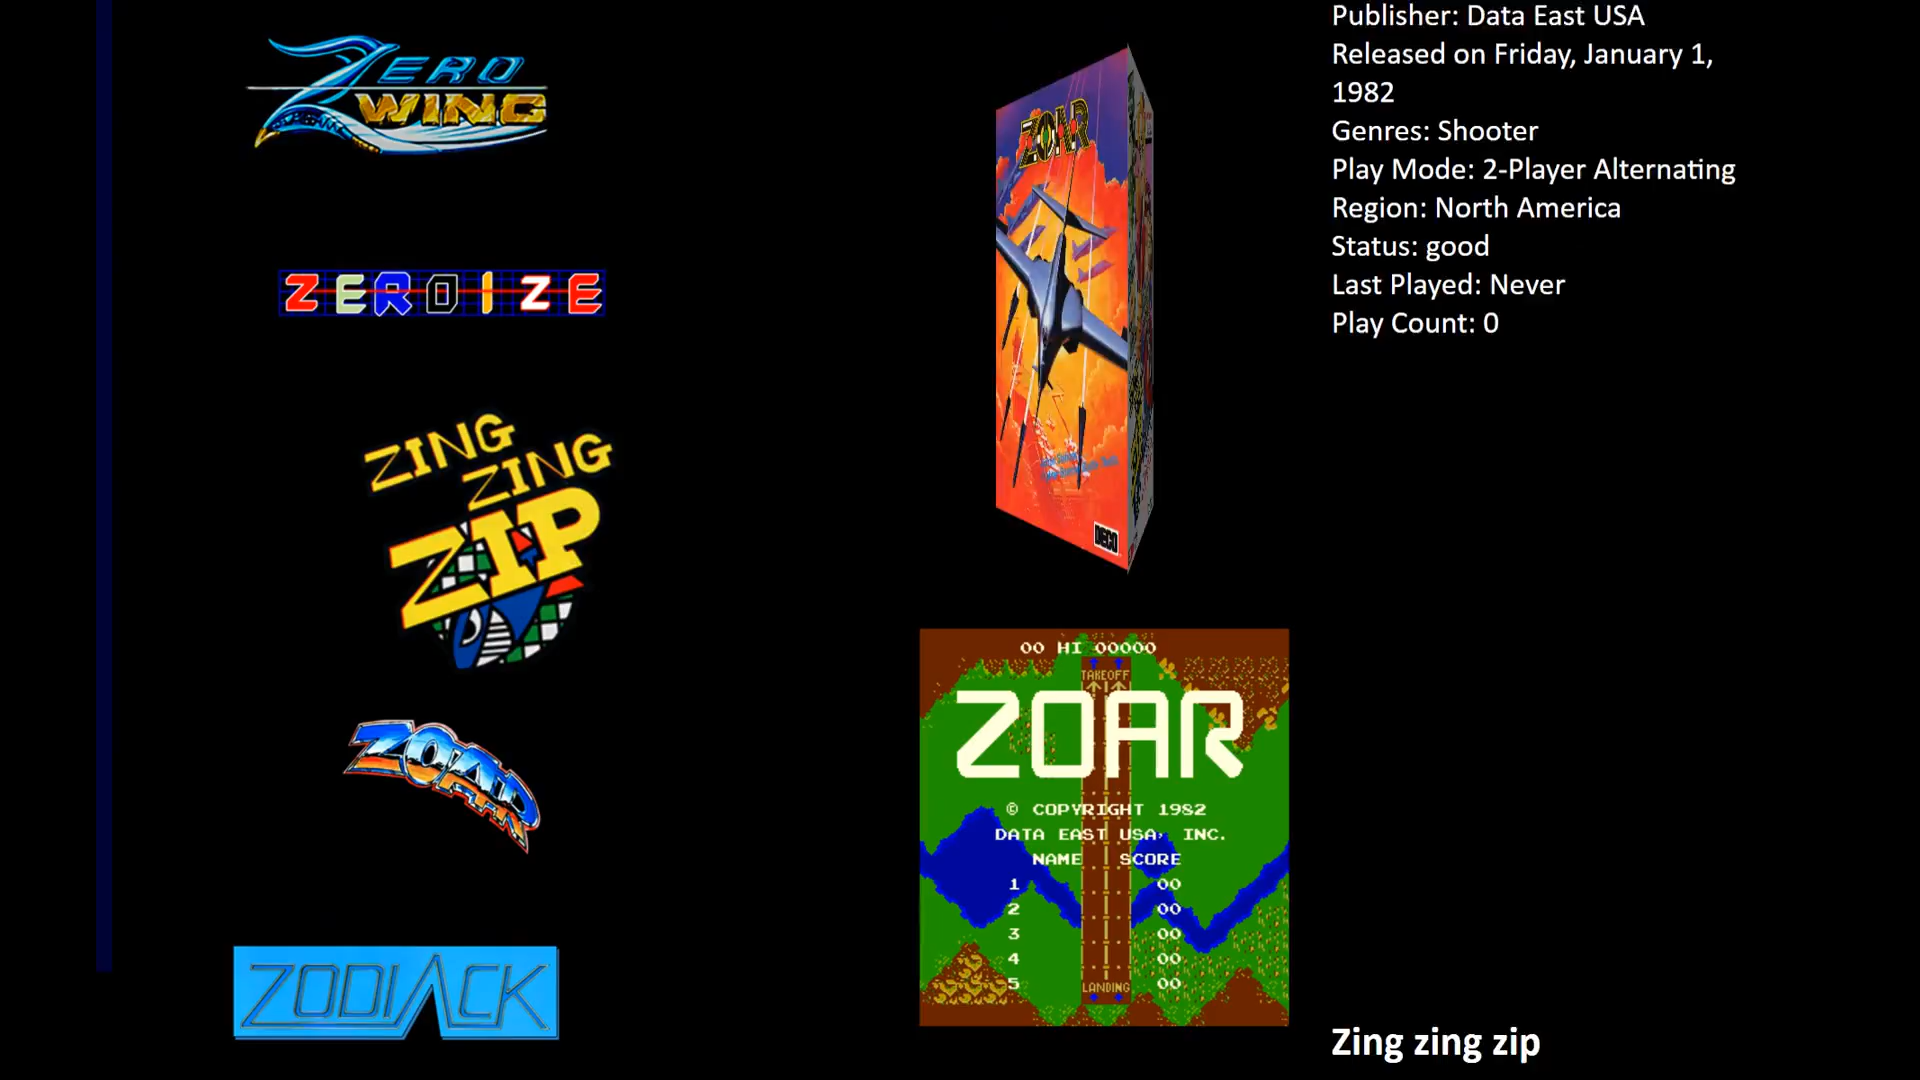 ZERO
WING
ZEROIZE
ZING
ZING
ZIP
ZOAR
ZODIACK
ZOAR
DECO
00 HI 00000
TAKEOFF
ZOAR
© COPYRIGHT 1982
DATA EAST USA, INC.
NAME SCORE
1 00
2 00
3 00
4 00
5 00
LANDING
Publisher: Data East USA
Released on Friday, January 1,
1982
Genres: Shooter
Play Mode: 2-Player Alternating
Region: North America
Status: good
Last Played: Never
Play Count: 0
Zing zing zip